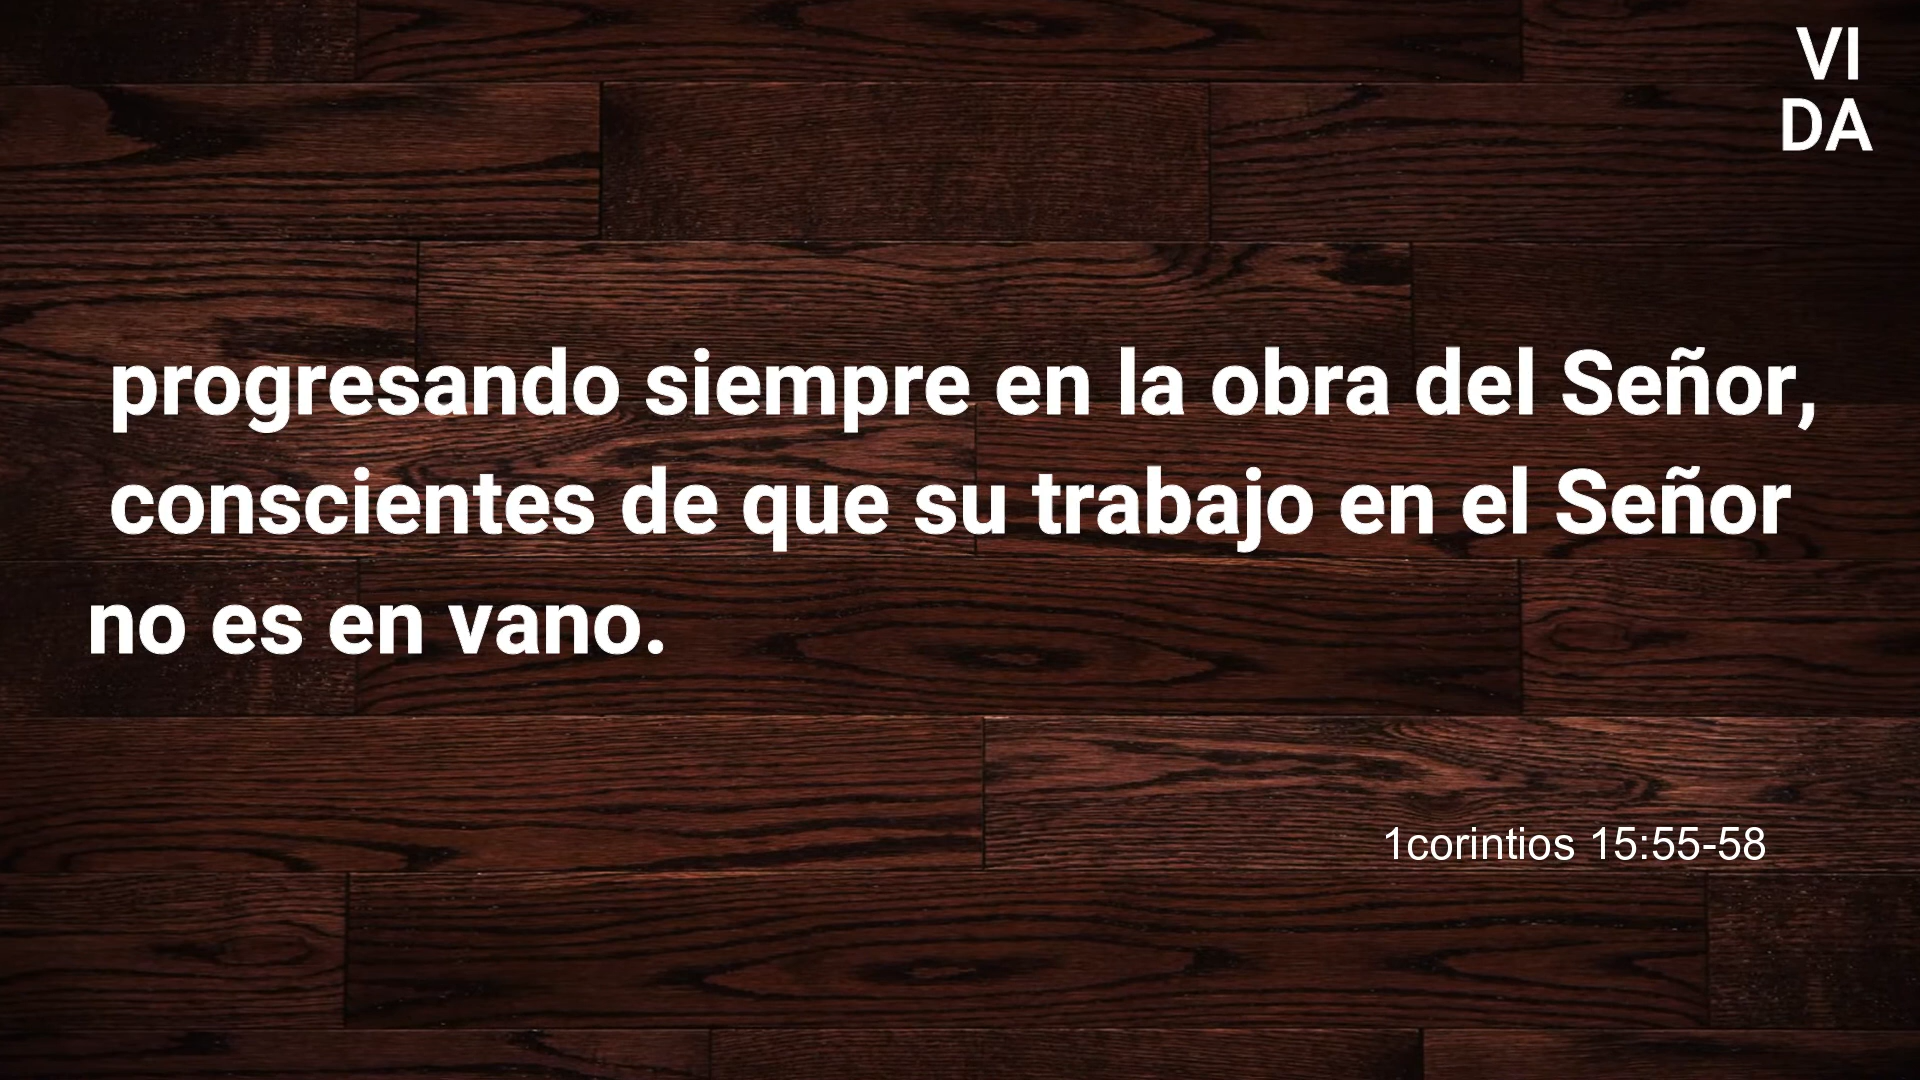 VI
DA
progresando siempre en la obra del Señor,
conscientes de que su trabajo en el Señor
no es en vano.
1corintios 15:55-58